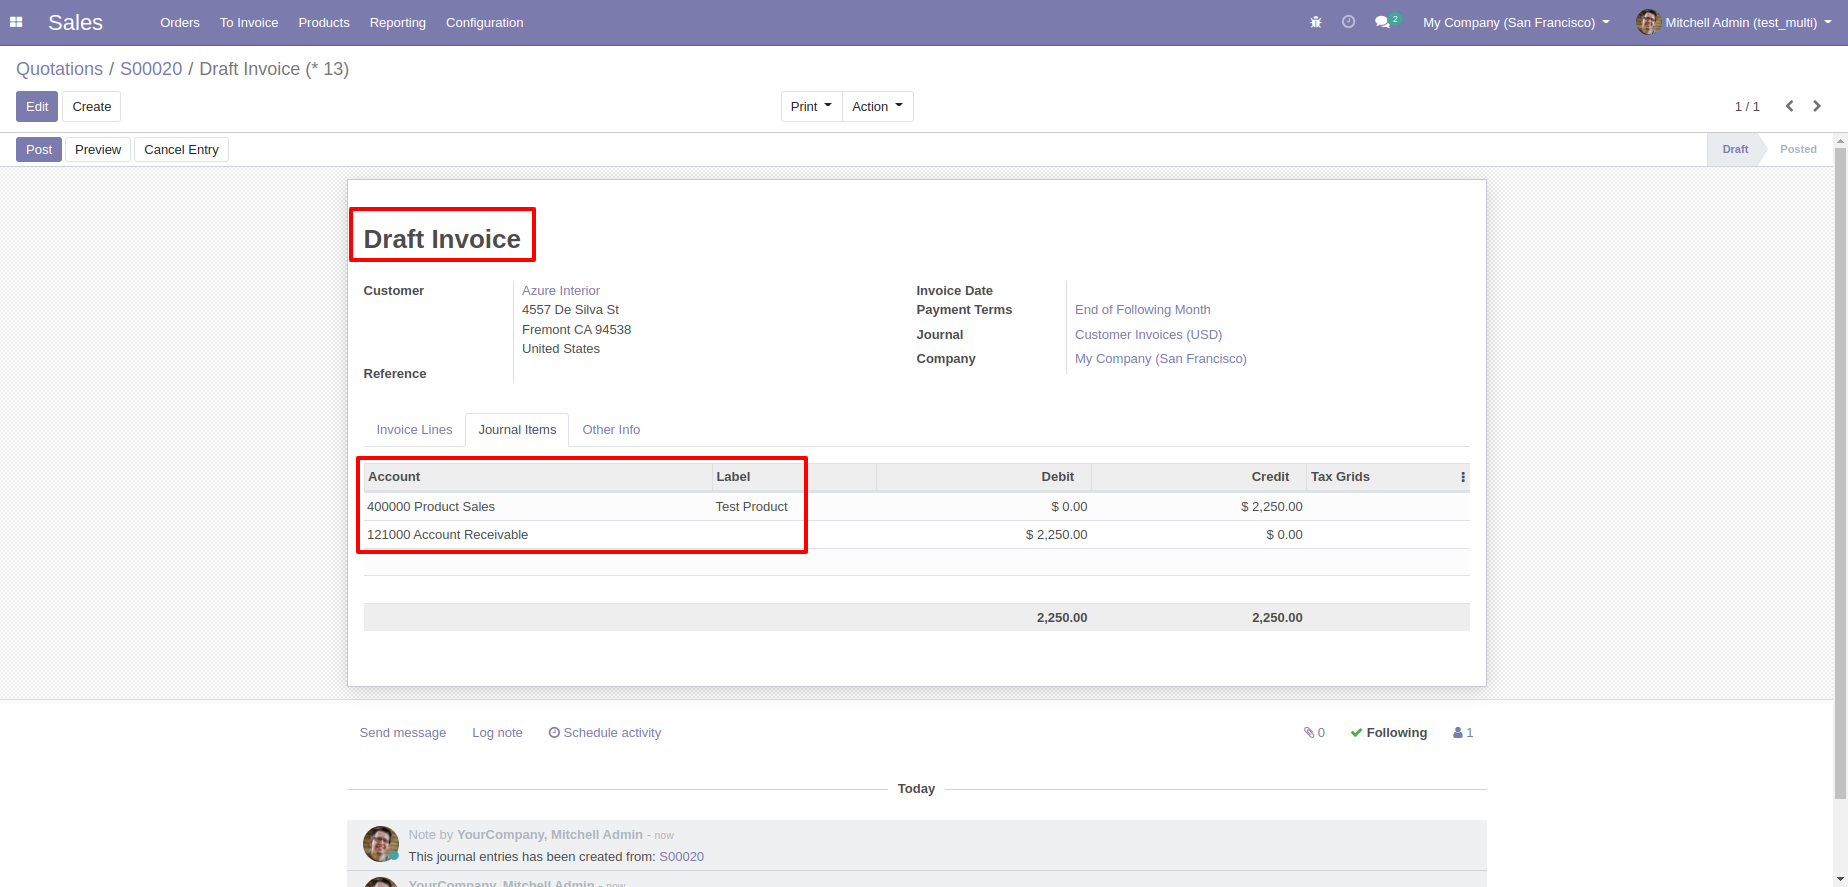 Sales Orders To Invoice Products Reporting Configuration 2 My Company (San Francisco) Mitchell Admin (test_multi)
Quotations / S00020 / Draft Invoice (* 13)
Edit Create Print Action 1 / 1
Post Preview Cancel Entry Draft Posted
Draft Invoice
Customer Azure Interior Invoice Date
4557 De Silva St Payment Terms End of Following Month
Fremont CA 94538 Journal Customer Invoices (USD)
United States Company My Company (San Francisco)
Reference
Invoice Lines Journal Items Other Info
Account Label Debit Credit Tax Grids
400000 Product Sales Test Product $ 0.00 $ 2,250.00
121000 Account Receivable $ 2,250.00 $ 0.00
2,250.00 2,250.00
Send message Log note Schedule activity 0 Following 1
Today
Note by YourCompany, Mitchell Admin - now
This journal entries has been created from: S00020
YourCompany, Mitchell Admin - now